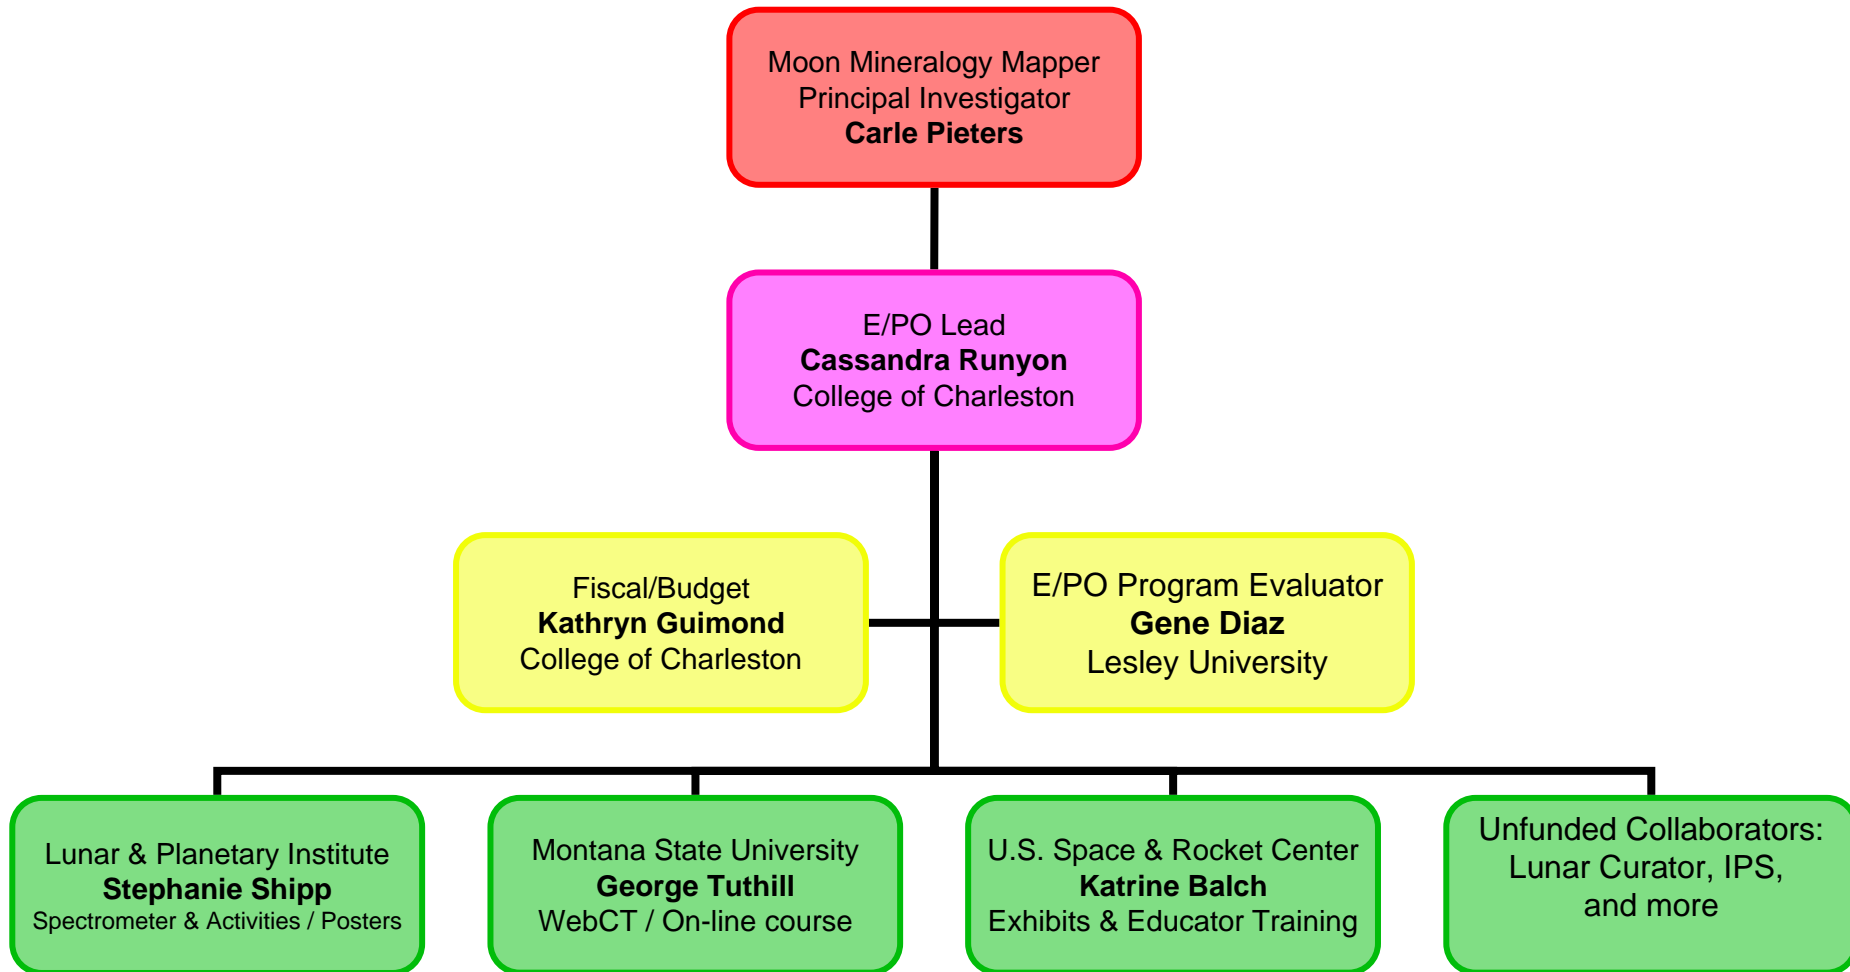 Moon Mineralogy Mapper
Principal Investigator
Carle Pieters
E/PO Lead
Cassandra Runyon
College of Charleston
Fiscal/Budget
Kathryn Guimond
College of Charleston
E/PO Program Evaluator
Gene Diaz
Lesley University
Lunar & Planetary Institute
Stephanie Shipp
Spectrometer & Activities / Posters
Montana State University
George Tuthill
WebCT / On-line course
U.S. Space & Rocket Center
Katrine Balch
Exhibits & Educator Training
Unfunded Collaborators:
Lunar Curator, IPS,
and more